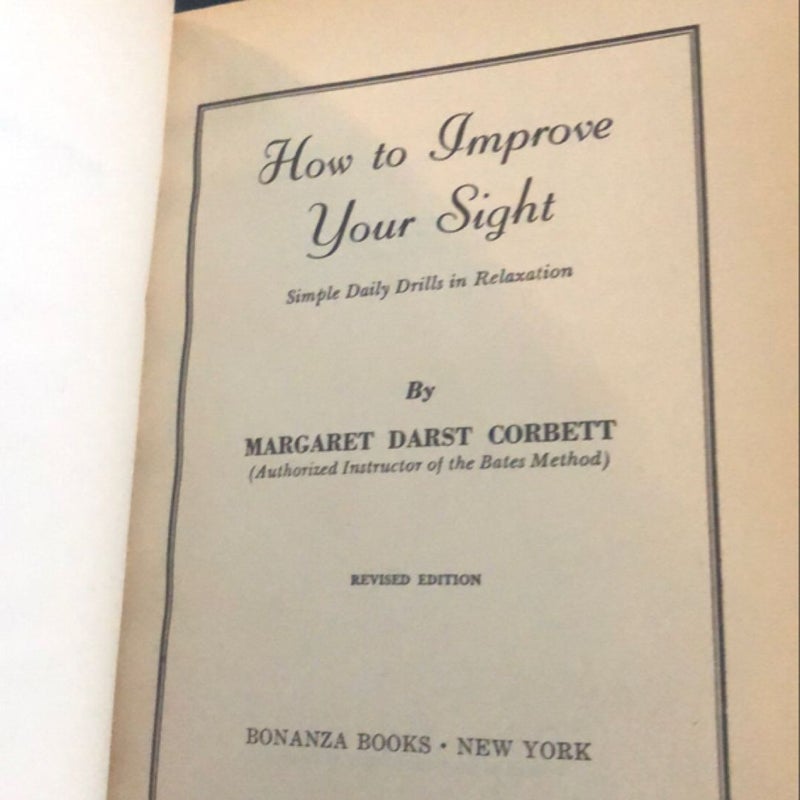 How to Improve
Your Sight
Simple Daily Drills in Relaxation
By
MARGARET DARST CORBETT
(Authorized Instructor of the Bates Method)
REVISED EDITION
BONANZA BOOKS · NEW YORK